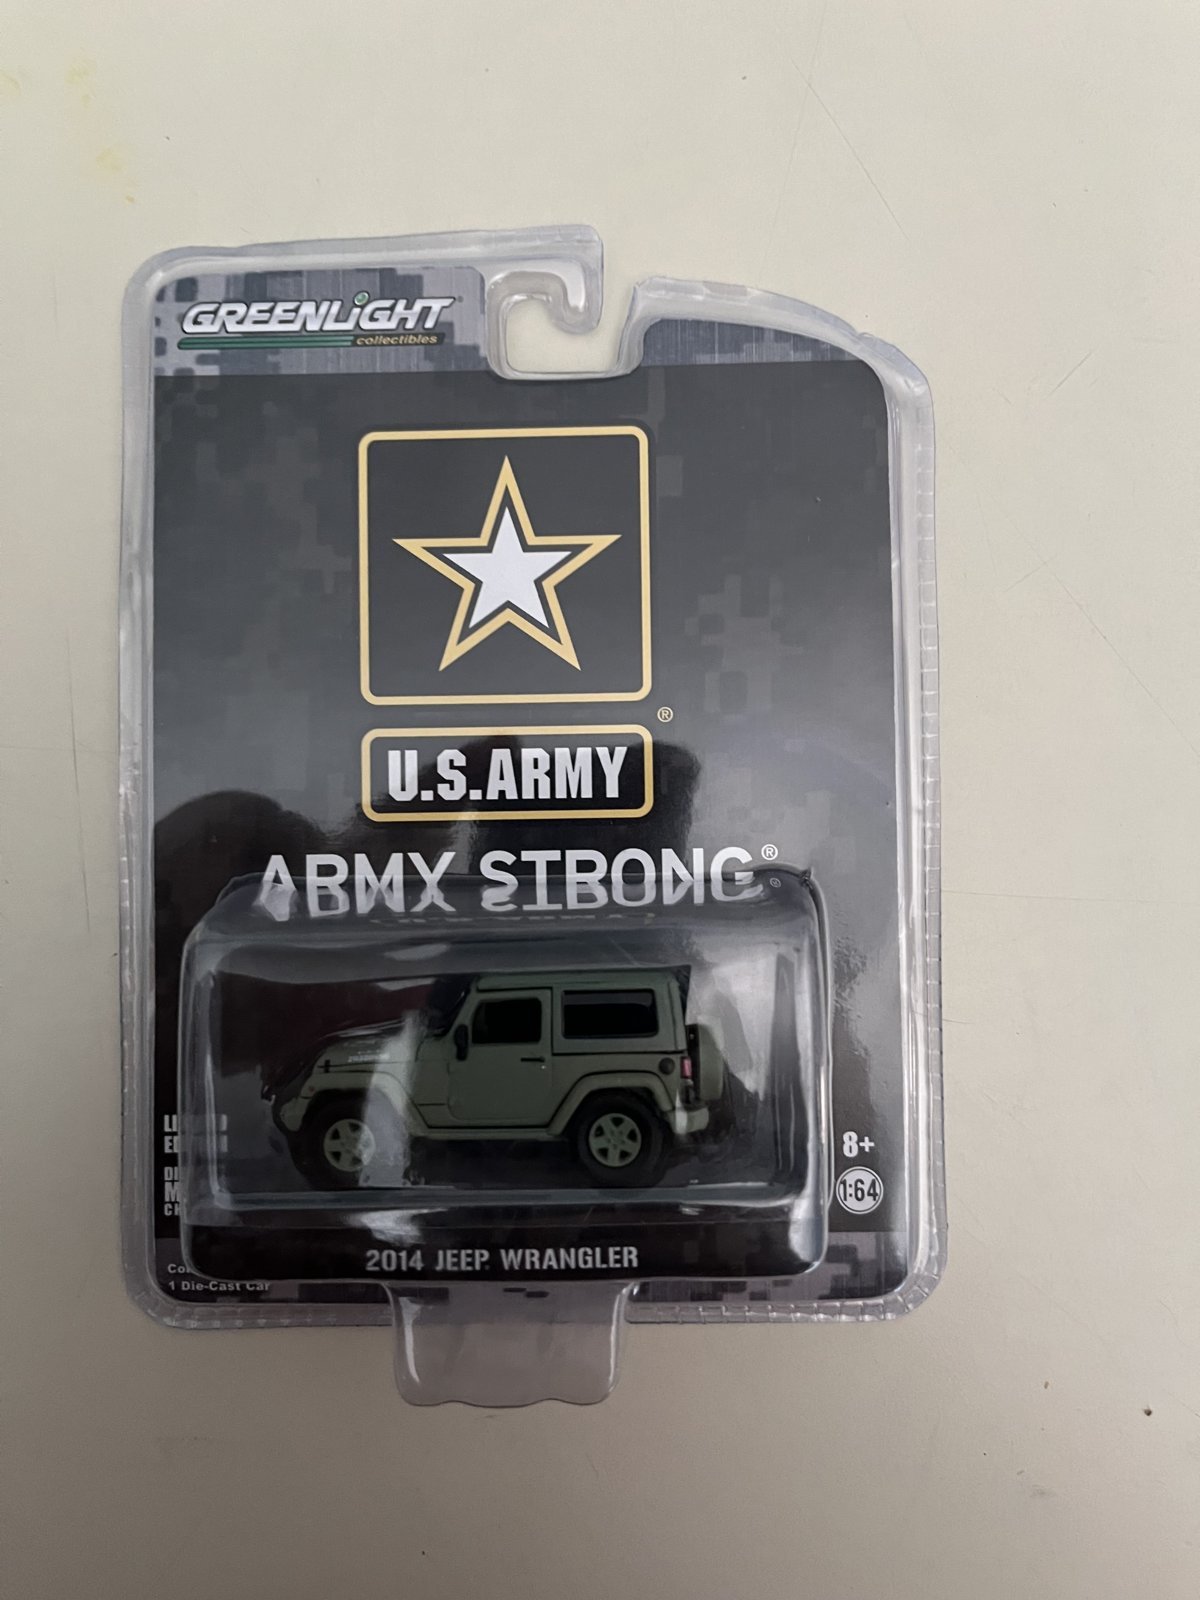 GREENLIGHT
collectibles
U.S.ARMY ®
ARMY STRONG®
8+
1:64
2014 JEEP WRANGLER
1 Die-Cast Car